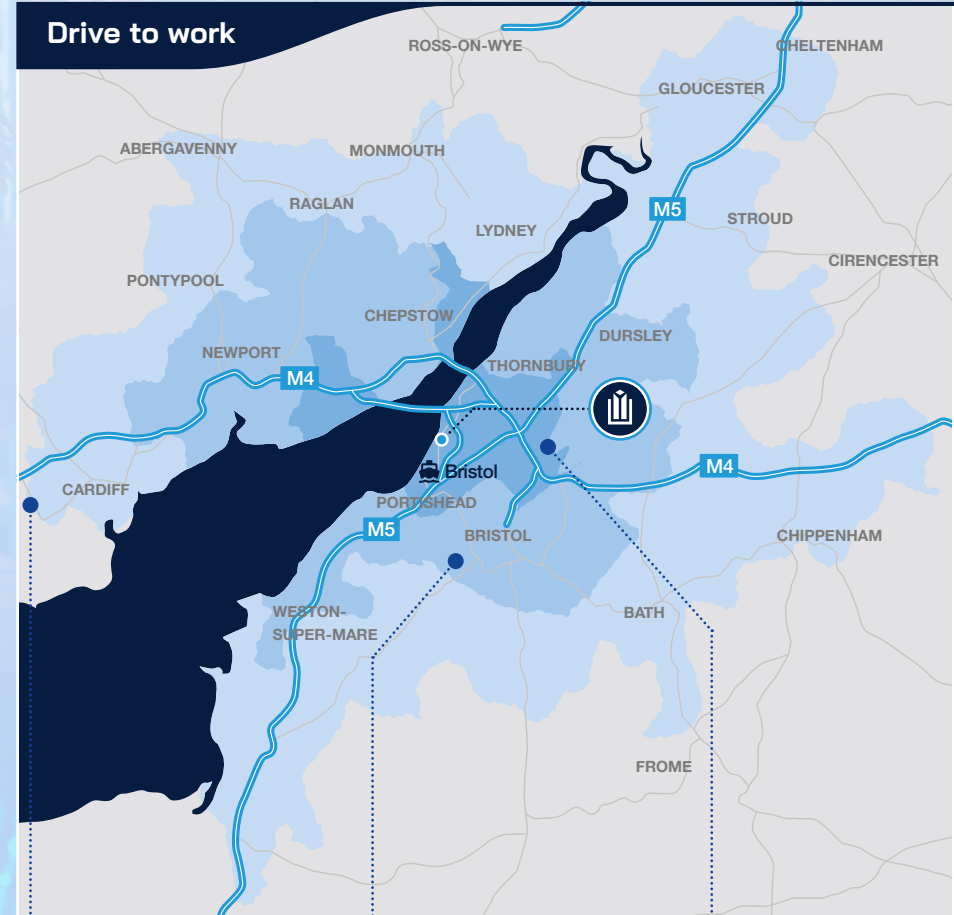 Drive to work
ROSS-ON-WYE
CHELTENHAM
GLOUCESTER
ABERGAVENNY
MONMOUTH
RAGLAN
M5
STROUD
LYDNEY
CIRENCESTER
PONTYPOOL
CHEPSTOW
DURSLEY
NEWPORT
THORNBURY
M4
M4
Bristol
CARDIFF
PORTISHEAD
M5
BRISTOL
CHIPPENHAM
WESTON-
SUPER-MARE
BATH
FROME